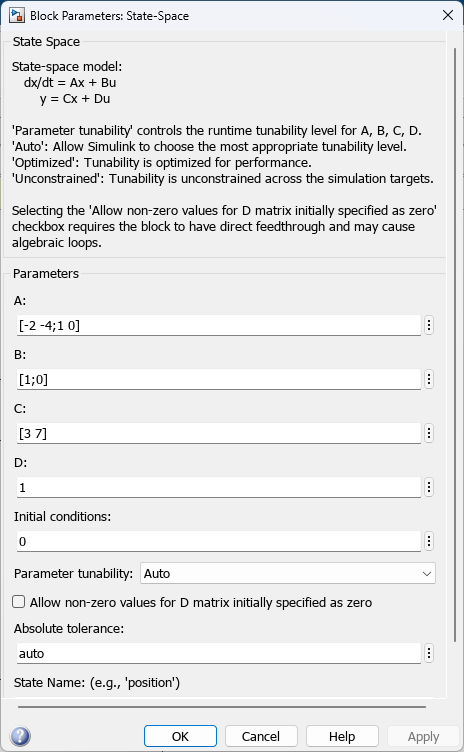 Block Parameters: State-Space
State Space
State-space model:
dx/dt = Ax + Bu
y = Cx + Du
'Parameter tunability' controls the runtime tunability level for A, B, C, D.
'Auto': Allow Simulink to choose the most appropriate tunability level.
'Optimized': Tunability is optimized for performance.
'Unconstrained': Tunability is unconstrained across the simulation targets.
Selecting the 'Allow non-zero values for D matrix initially specified as zero'
checkbox requires the block to have direct feedthrough and may cause
algebraic loops.
Parameters
A:
[-2 -4;1 0]
B:
[1;0]
C:
[3 7]
D:
1
Initial conditions:
0
Parameter tunability: Auto
Allow non-zero values for D matrix initially specified as zero
Absolute tolerance:
auto
State Name: (e.g., 'position')
? OK Cancel Help Apply